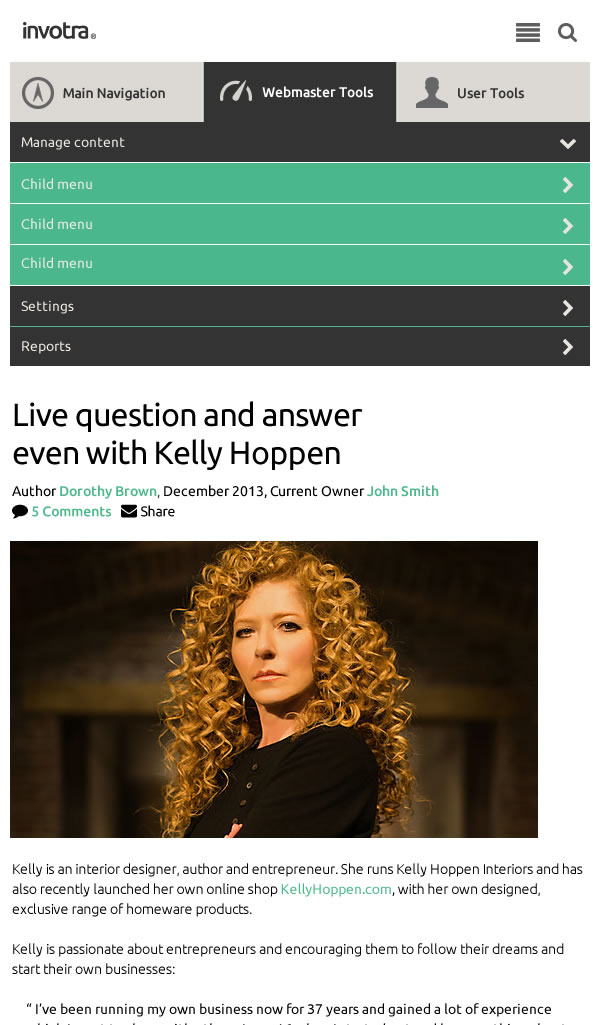 invotra®
Main Navigation
Webmaster Tools
User Tools
Manage content
Child menu
Child menu
Child menu
Settings
Reports
Live question and answer
even with Kelly Hoppen
Author Dorothy Brown, December 2013, Current Owner John Smith
5 Comments Share
Kelly is an interior designer, author and entrepreneur. She runs Kelly Hoppen Interiors and has
also recently launched her own online shop KellyHoppen.com, with her own designed,
exclusive range of homeware products.
Kelly is passionate about entrepreneurs and encouraging them to follow their dreams and
start their own businesses:
“ I’ve been running my own business now for 37 years and gained a lot of experience